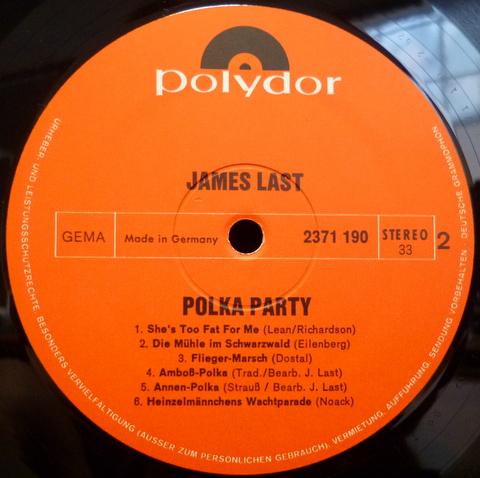 polydor
JAMES LAST
GEMA
Made in Germany
2371 190
STEREO
33
2
POLKA PARTY
1. She's Too Fat For Me (Lean/Richardson)
2. Die Mühle im Schwarzwald (Eilenberg)
3. Flieger-Marsch (Dostal)
4. Amboß-Polka (Trad./Bearb. J. Last)
5. Annen-Polka (Strauß / Bearb. J. Last)
6. Heinzelmännchens Wachtparade (Noack)
URHEBER- UND LEISTUNGSSCHUTZRECHTE, BESONDERS VERVIELFÄLTIGUNG (AUSSER ZUM PERSÖNLICHEN GEBRAUCH), VERMIETUNG, AUFFÜHRUNG, SENDUNG VORBEHALTEN · DEUTSCHE GRAMMOPHON